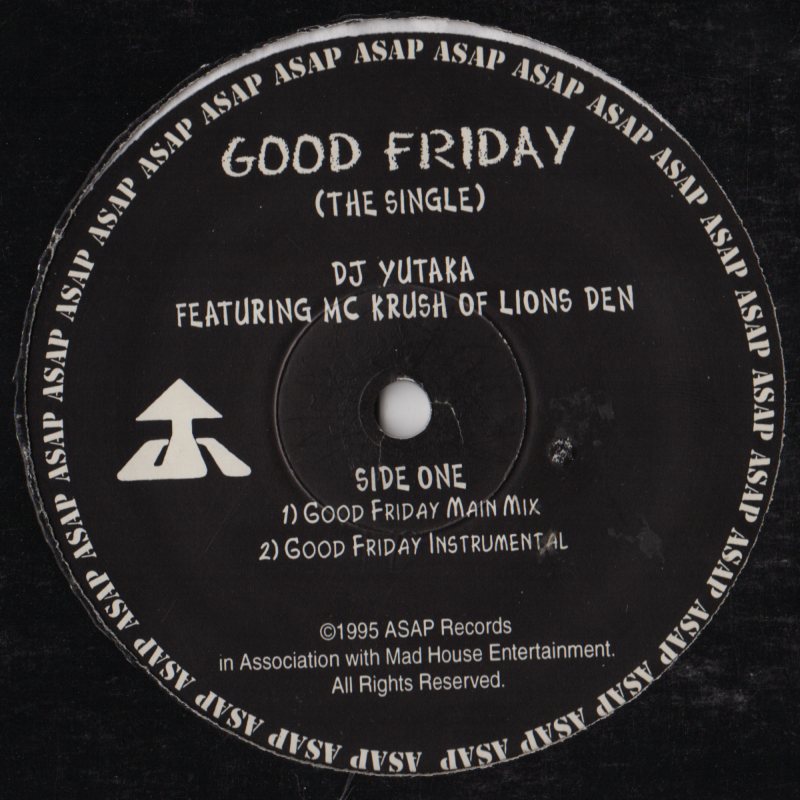 ASAP ASAP ASAP ASAP ASAP ASAP ASAP ASAP ASAP ASAP ASAP ASAP ASAP ASAP ASAP ASAP ASAP ASAP ASAP ASAP ASAP ASAP ASAP ASAP ASAP ASAP ASAP
GOOD FRIDAY
(THE SINGLE)
DJ YUTAKA
FEATURING MC KRUSH OF LIONS DEN
SIDE ONE
1) GOOD FRIDAY MAIN MIX
2) GOOD FRIDAY INSTRUMENTAL
©1995 ASAP Records
in Association with Mad House Entertainment.
All Rights Reserved.